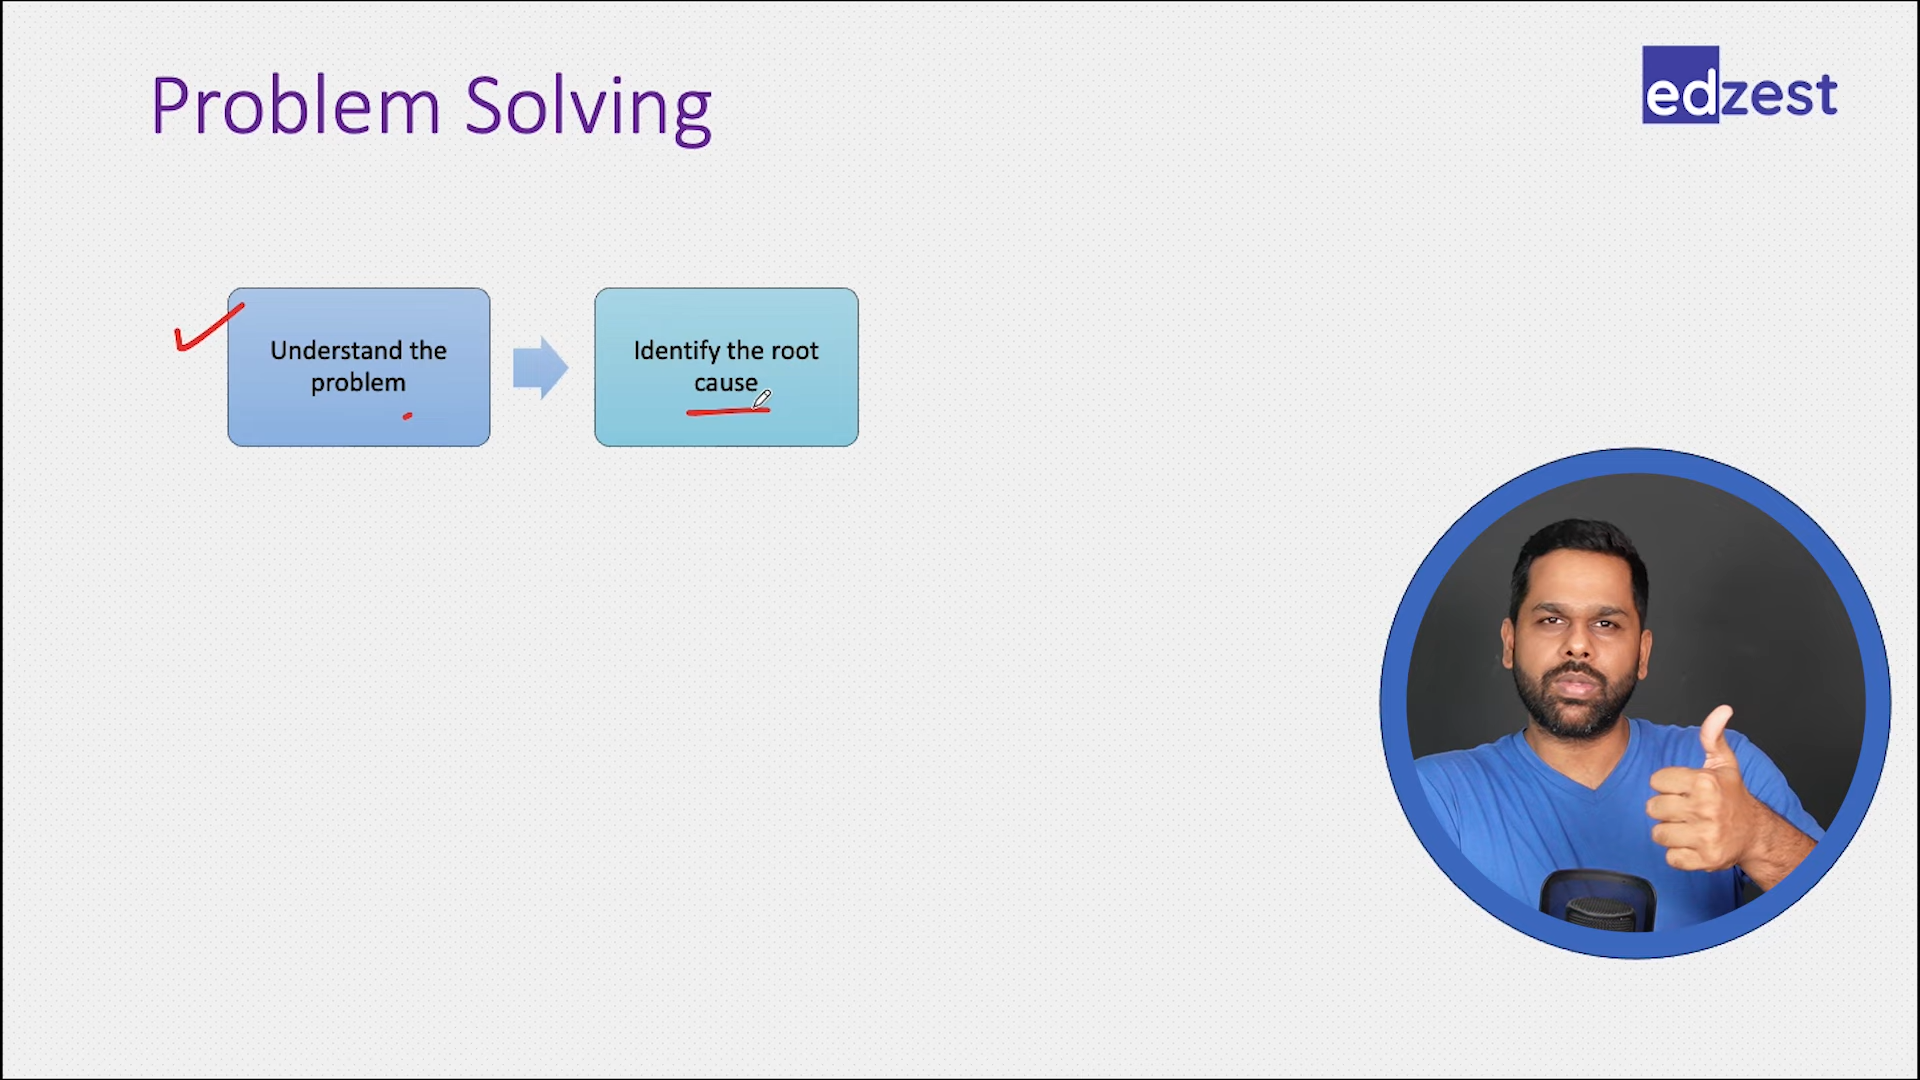 Problem Solving
edzest
Understand the
problem
Identify the root
cause